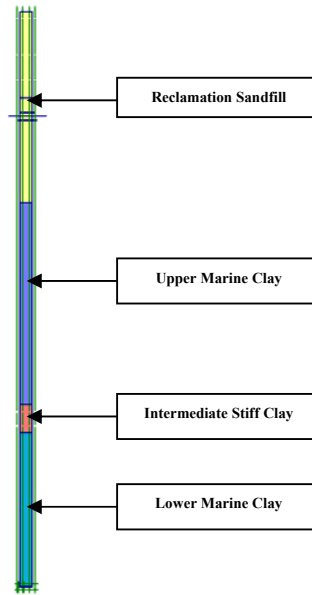 Reclamation Sandfill
Upper Marine Clay
Intermediate Stiff Clay
Lower Marine Clay